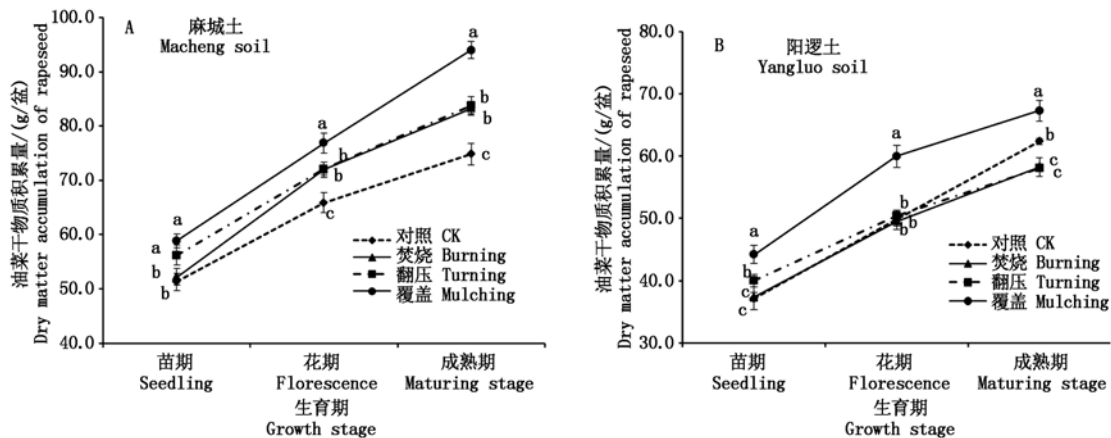 A
麻城土
Macheng soil
油菜干物质积累量/(g/盆)
Dry matter accumulation of rapeseed
100.0
90.0
80.0
70.0
60.0
50.0
40.0
a
a
b
b
a
b
b
c
a
b
b
c
对照 CK
焚烧 Burning
翻压 Turning
覆盖 Mulching
苗期
Seedling
花期
Florescence
成熟期
Maturing stage
生育期
Growth stage
B
阳逻土
Yangluo soil
油菜干物质积累量/(g/盆)
Dry matter accumulation of rapeseed
80.0
70.0
60.0
50.0
40.0
30.0
a
b
c
c
a
b
b
b
a
b
c
c
对照 CK
焚烧 Burning
翻压 Turning
覆盖 Mulching
苗期
Seedling
花期
Florescence
成熟期
Maturing stage
生育期
Growth stage